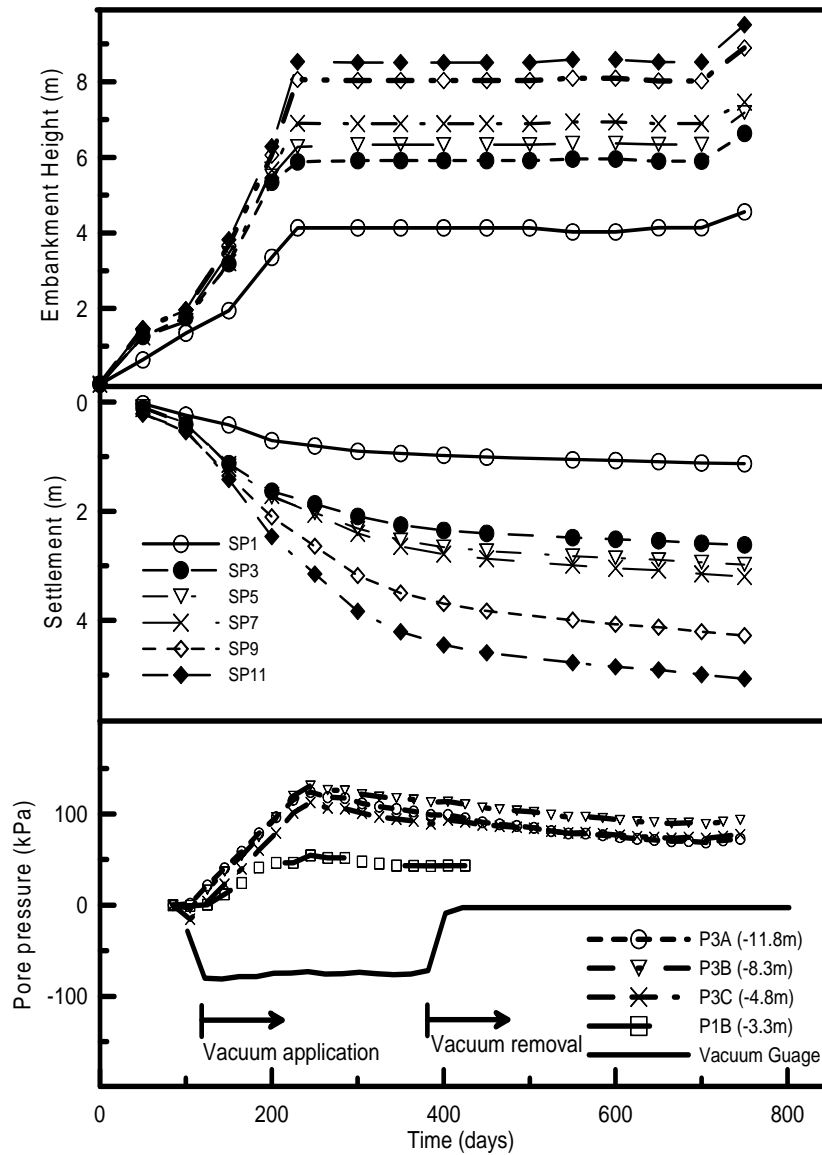 8
6
4
2
Embankment Height (m)
0
2
4
Settlement (m)
SP1
SP3
SP5
SP7
SP9
SP11
100
0
-100
Pore pressure (kPa)
P3A (-11.8m)
P3B (-8.3m)
P3C (-4.8m)
P1B (-3.3m)
Vacuum Guage
Vacuum application
Vacuum removal
0 200 400 600 800
Time (days)